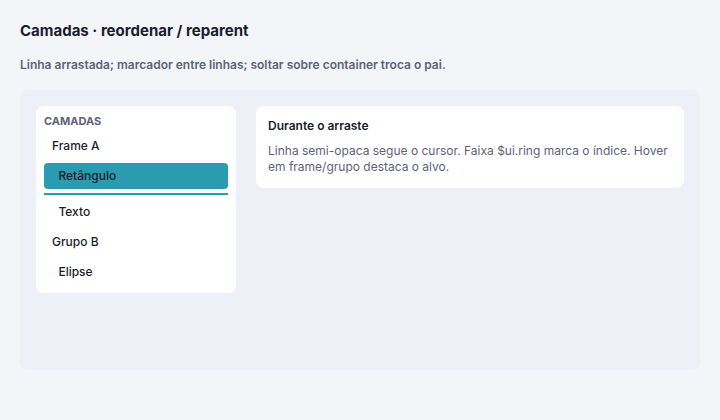 Camadas · reordenar / reparent
Linha arrastada; marcador entre linhas; soltar sobre container troca o pai.
CAMADAS
Frame A
Retângulo
Texto
Grupo B
Elipse
Durante o arraste
Linha semi-opaca segue o cursor. Faixa $ui.ring marca o índice. Hover
em frame/grupo destaca o alvo.